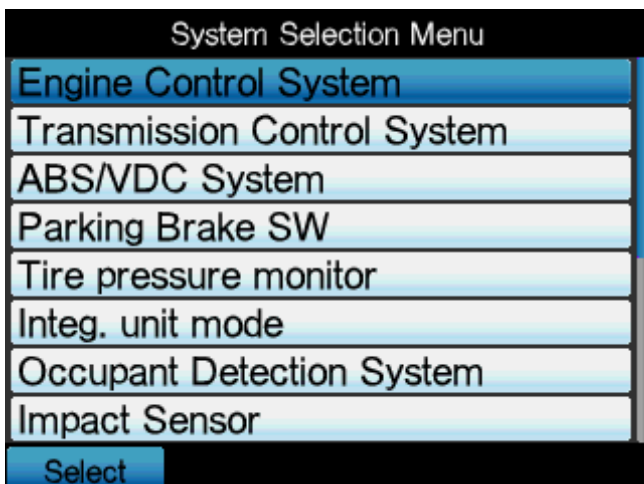 System Selection Menu
Engine Control System
Transmission Control System
ABS/VDC System
Parking Brake SW
Tire pressure monitor
Integ. unit mode
Occupant Detection System
Impact Sensor
Select